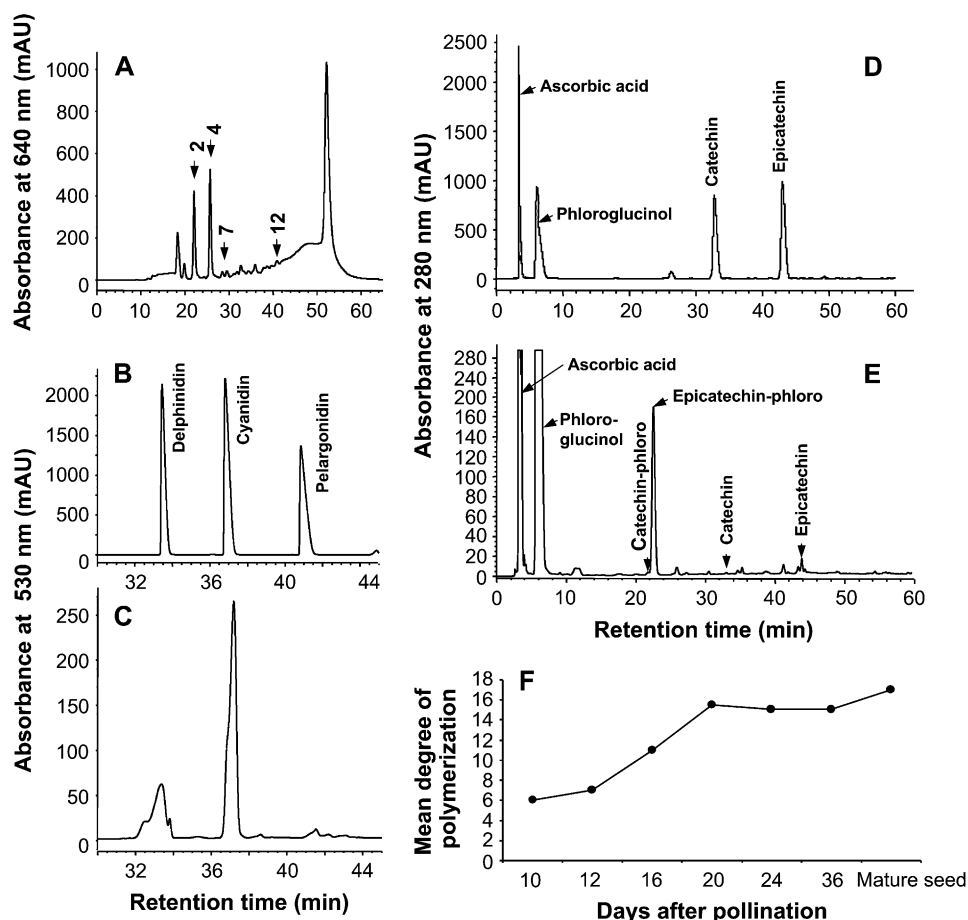 A
Absorbance at 640 nm (mAU)
1000
800
600
400
200
0
2
4
7
12
0 10 20 30 40 50 60
B
2000
1500
1000
500
0
Delphinidin
Cyanidin
Pelargonidin
32 36 40 44
Absorbance at 530 nm (mAU)
C
250
200
150
100
50
0
32 36 40 44
Retention time (min)
D
2500
2000
1500
1000
500
0
Ascorbic acid
Phloroglucinol
Catechin
Epicatechin
0 10 20 30 40 50 60
Absorbance at 280 nm (mAU)
E
280
240
200
180
160
140
120
100
80
60
40
20
0
Ascorbic acid
Phloro-
glucinol
Catechin-phloro
Epicatechin-phloro
Catechin
Epicatechin
0 10 20 30 40 50 60
Retention time (min)
F
Mean degree of
polymerization
18
16
14
12
10
8
6
4
2
0
10 12 16 20 24 36 Mature seed
Days after pollination